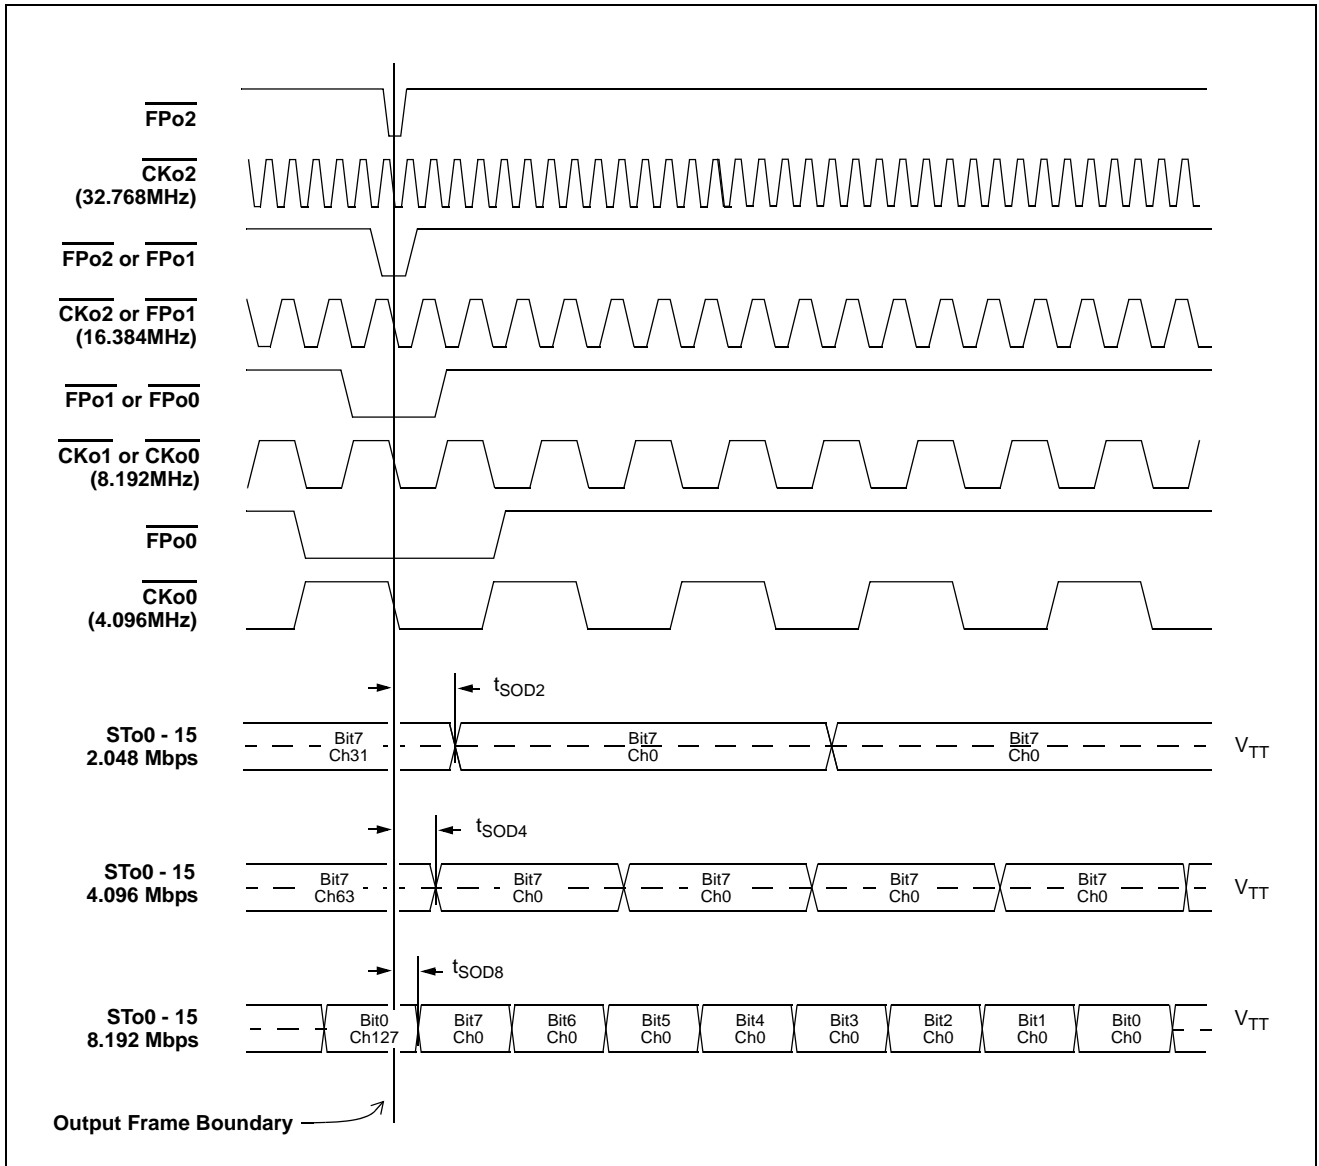 FPo2
CKo2
(32.768MHz)
FPo2 or FPo1
CKo2 or FPo1
(16.384MHz)
FPo1 or FPo0
CKo1 or CKo0
(8.192MHz)
FPo0
CKo0
(4.096MHz)
tSOD2
STo0 - 15
2.048 Mbps
Bit7
Ch31
Bit7
Ch0
Bit7
Ch0
VTT
tSOD4
STo0 - 15
4.096 Mbps
Bit7
Ch63
Bit7
Ch0
Bit7
Ch0
Bit7
Ch0
Bit7
Ch0
VTT
tSOD8
STo0 - 15
8.192 Mbps
Bit0
Ch127
Bit7
Ch0
Bit6
Ch0
Bit5
Ch0
Bit4
Ch0
Bit3
Ch0
Bit2
Ch0
Bit1
Ch0
Bit0
Ch0
VTT
Output Frame Boundary